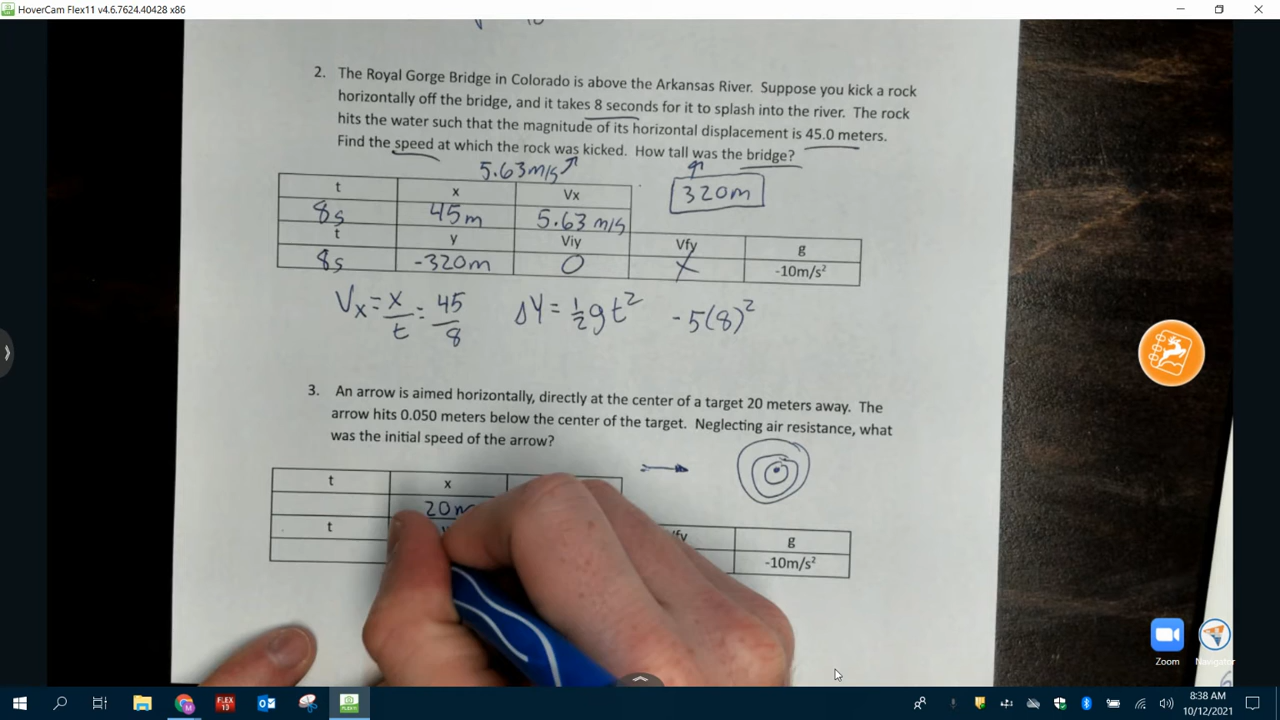 HoverCam Flex11 v4.6.7624.40428 x86
2. The Royal Gorge Bridge in Colorado is above the Arkansas River. Suppose you kick a rock
horizontally off the bridge, and it takes 8 seconds for it to splash into the river. The rock
hits the water such that the magnitude of its horizontal displacement is 45.0 meters.
Find the speed at which the rock was kicked. How tall was the bridge?
5.63 m/s
320m
t x Vx
8s 45m 5.63 m/s
t y Viy Vfy g
8s -320m 0 X -10m/s²
Vx = x/t = 45/8 ΔY = ½gt² -5(8)²
3. An arrow is aimed horizontally, directly at the center of a target 20 meters away. The
arrow hits 0.050 meters below the center of the target. Neglecting air resistance, what
was the initial speed of the arrow?
t x
20m
t g
-10m/s²
Zoom
Navigator
FLEX
8:38 AM
10/12/2021